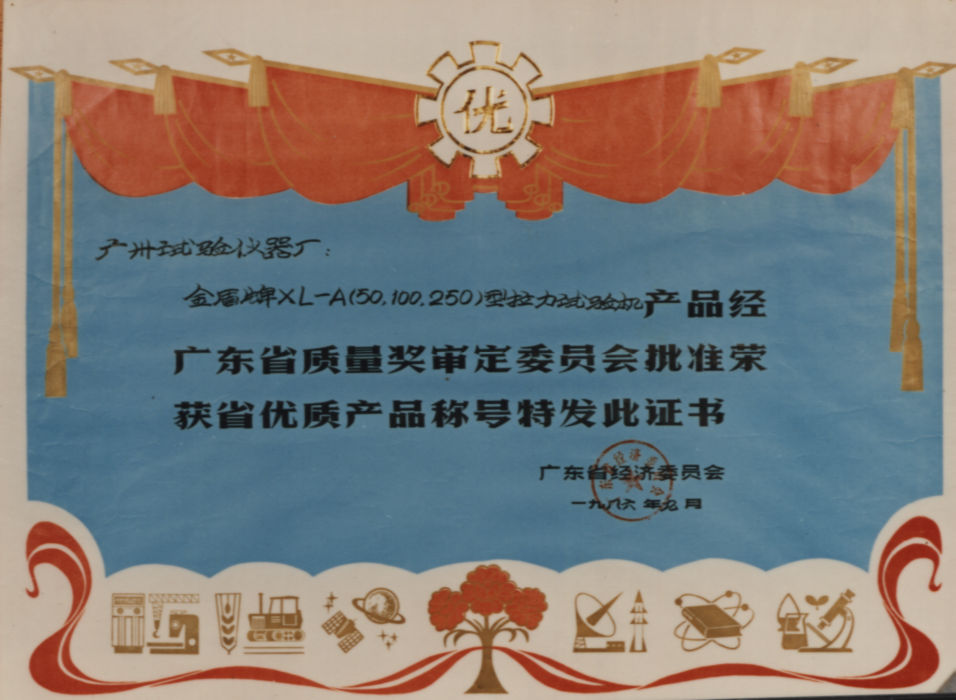 优
广州试验仪器厂：
金盾牌XL-A(50,100,250)型拉力试验机产品经
广东省质量奖审定委员会批准荣
获省优质产品称号特发此证书
广东省经济委员会
一九八六年九月